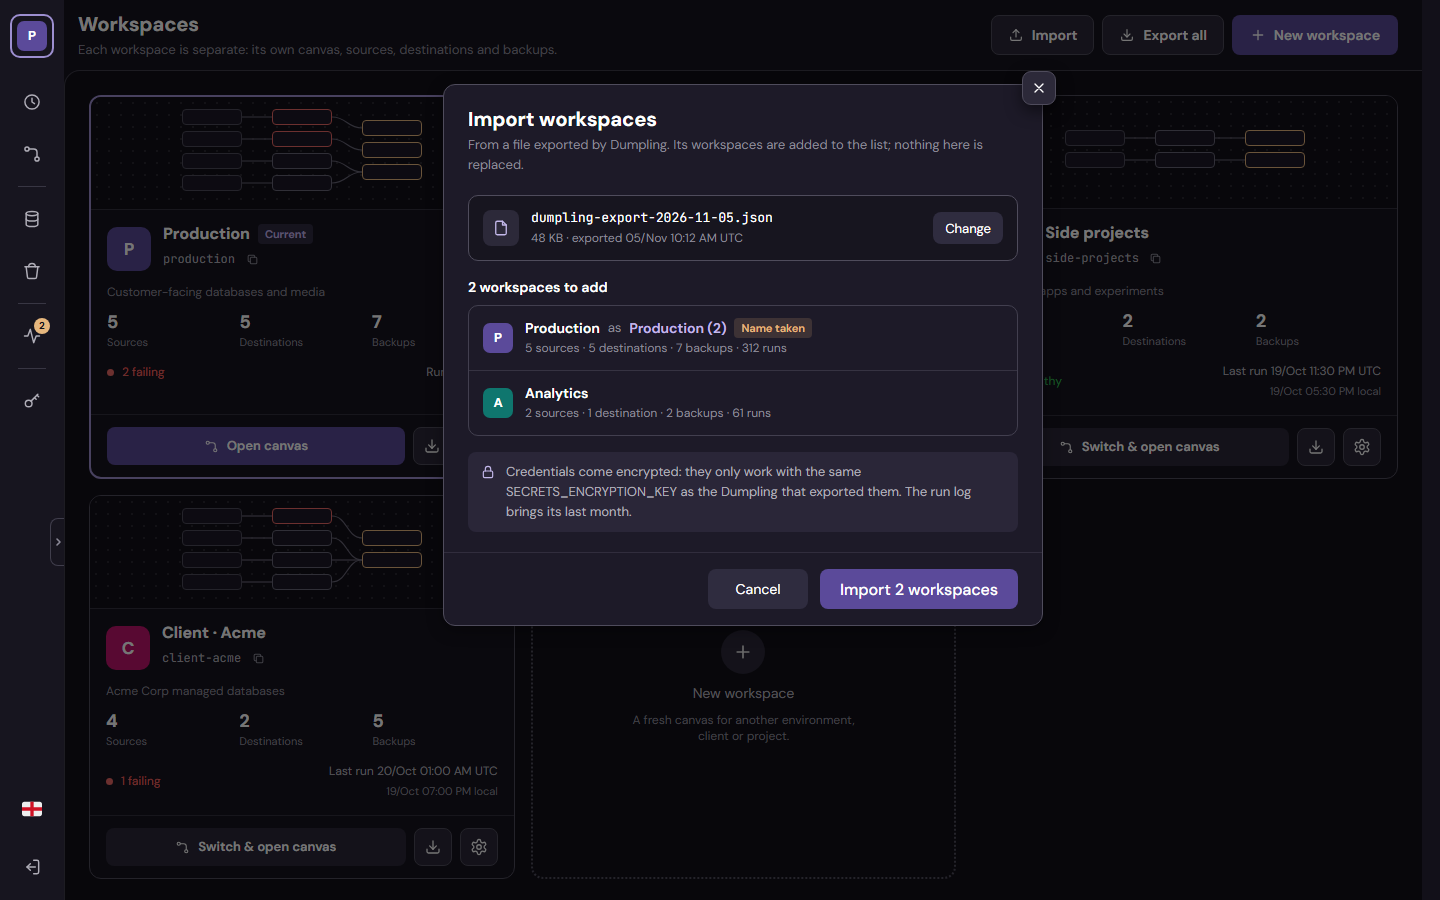 P
Workspaces
Each workspace is separate: its own canvas, sources, destinations and backups.
Import
Export all
New workspace
2
P
Production
Current
production
Customer-facing databases and media
5
Sources
5
Destinations
7
Backups
2 failing
Open canvas
Import workspaces
From a file exported by Dumpling. Its workspaces are added to the list; nothing here is
replaced.
dumpling-export-2026-11-05.json
48 KB · exported 05/Nov 10:12 AM UTC
Change
2 workspaces to add
P
Production as Production (2) Name taken
5 sources · 5 destinations · 7 backups · 312 runs
A
Analytics
2 sources · 1 destination · 2 backups · 61 runs
Credentials come encrypted: they only work with the same
SECRETS_ENCRYPTION_KEY as the Dumpling that exported them. The run log
brings its last month.
Cancel
Import 2 workspaces
Side projects
side-projects
apps and experiments
2
Destinations
2
Backups
Last run 19/Oct 11:30 PM UTC
19/Oct 05:30 PM local
Switch & open canvas
C
Client · Acme
client-acme
Acme Corp managed databases
4
Sources
2
Destinations
5
Backups
1 failing
Last run 20/Oct 01:00 AM UTC
19/Oct 07:00 PM local
Switch & open canvas
New workspace
A fresh canvas for another environment,
client or project.